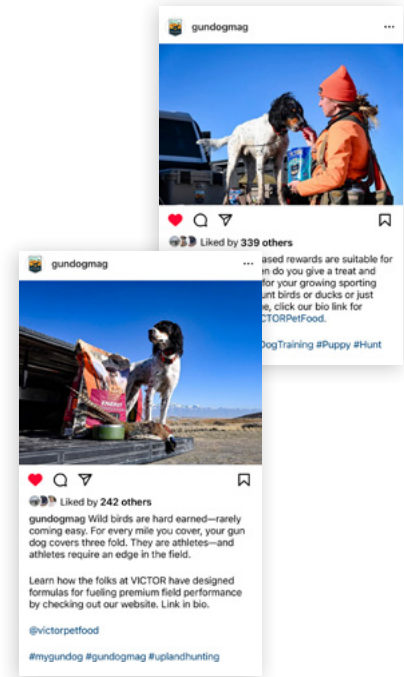 gundogmag
Liked by 339 others
ased rewards are suitable for
en do you give a treat and
for your growing sporting
unt birds or ducks or just
e, click our bio link for
CTORPetFood.
DogTraining #Puppy #Hunt
gundogmag
ENERGY
Liked by 242 others
gundogmag Wild birds are hard earned—rarely
coming easy. For every mile you cover, your gun
dog covers three fold. They are athletes—and
athletes require an edge in the field.
Learn how the folks at VICTOR have designed
formulas for fueling premium field performance
by checking out our website. Link in bio.
@victorpetfood
#mygundog #gundogmag #uplandhunting